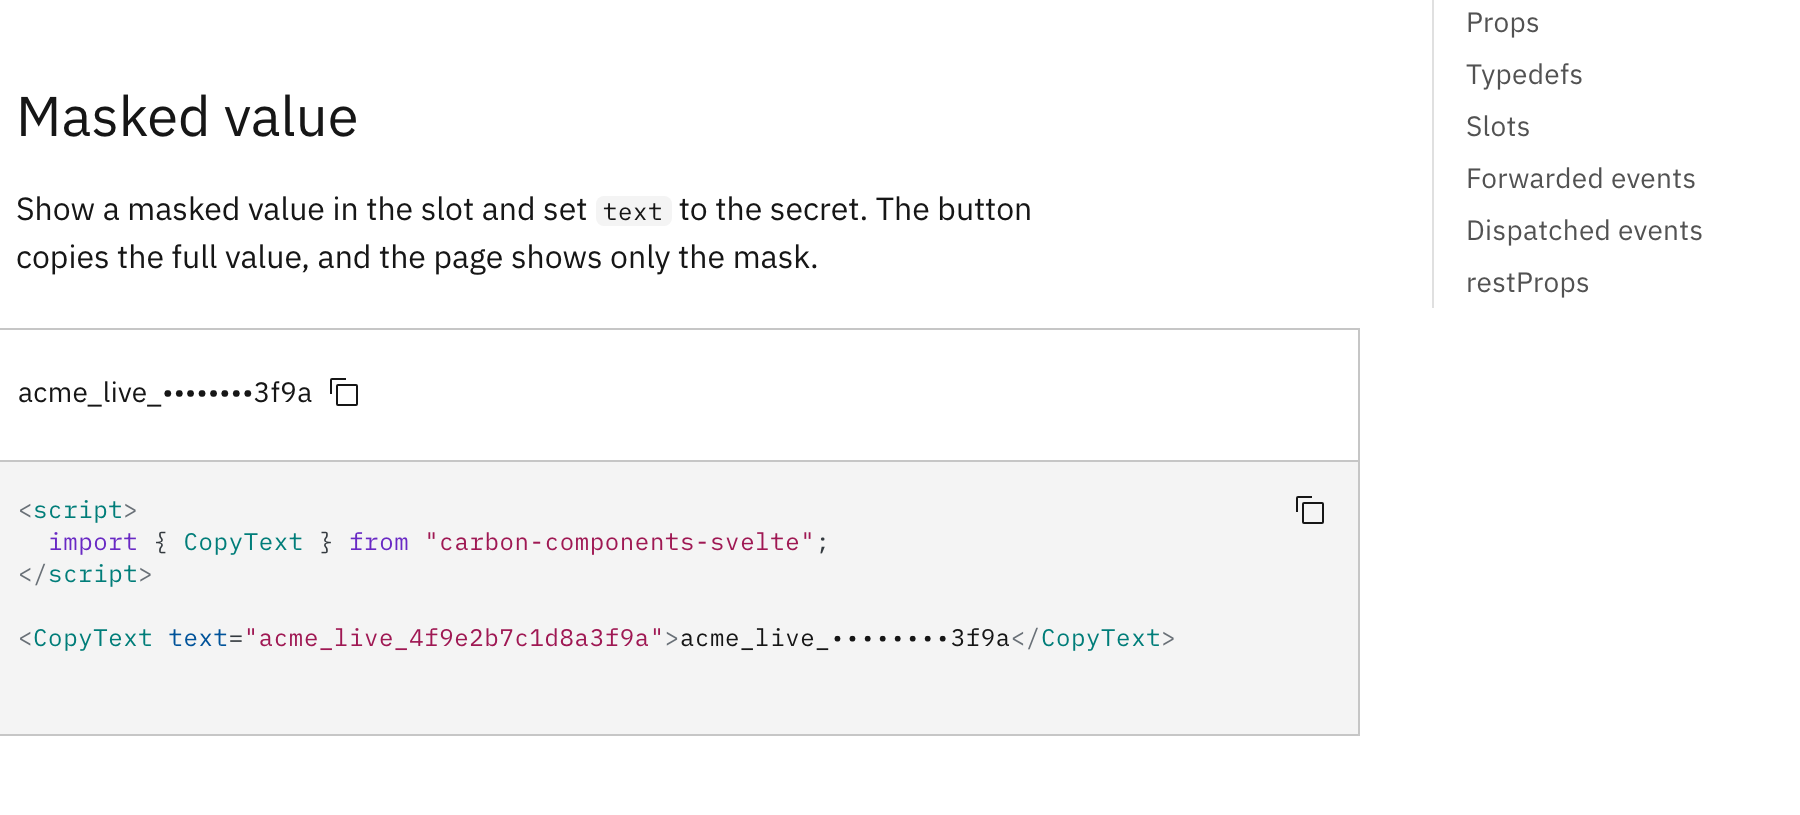 Masked value
Show a masked value in the slot and set text to the secret. The button
copies the full value, and the page shows only the mask.
acme_live_••••••••3f9a
<script>
  import { CopyText } from "carbon-components-svelte";
</script>
<CopyText text="acme_live_4f9e2b7c1d8a3f9a">acme_live_••••••••3f9a</CopyText>
Props
Typedefs
Slots
Forwarded events
Dispatched events
restProps